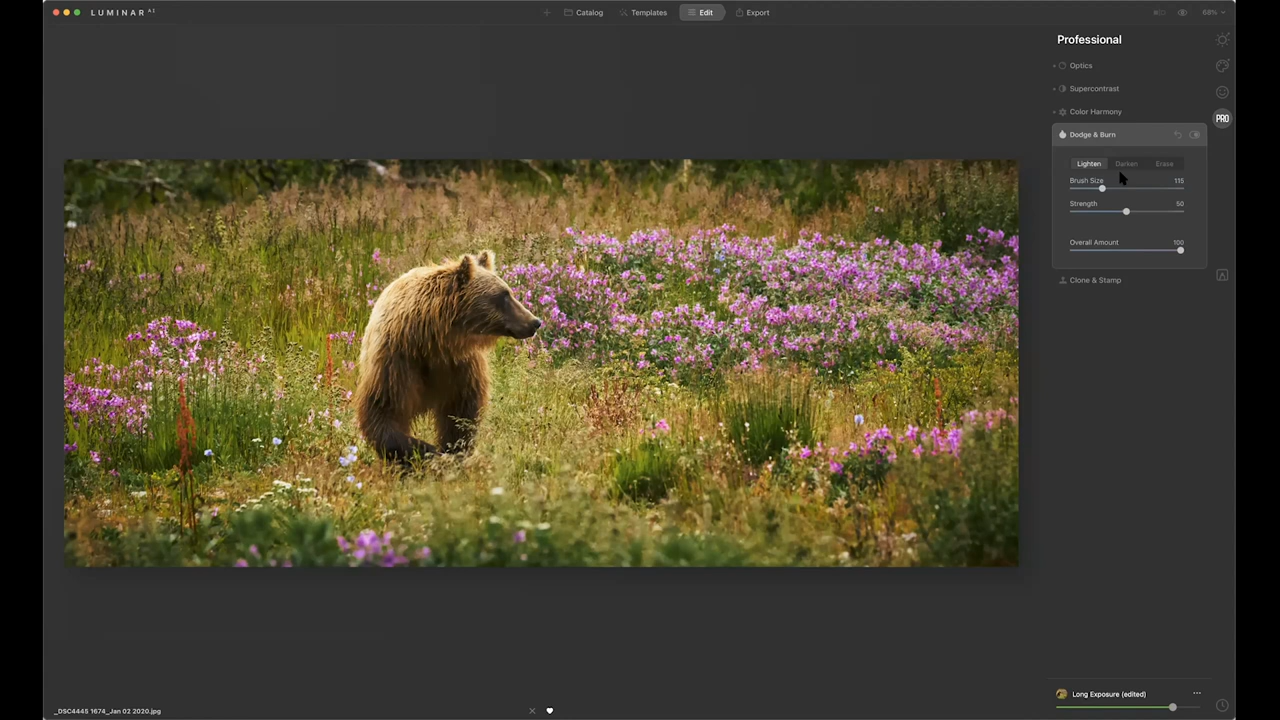 LUMINAR AI
Catalog
Templates
Edit
Export
68%
Professional
Optics
Supercontrast
Color Harmony
PRO
Dodge & Burn
Lighten
Darken
Erase
Brush Size 115
Strength 50
Overall Amount 100
Clone & Stamp
Long Exposure (edited)
_DSC4445 1674_Jan 02 2020.jpg